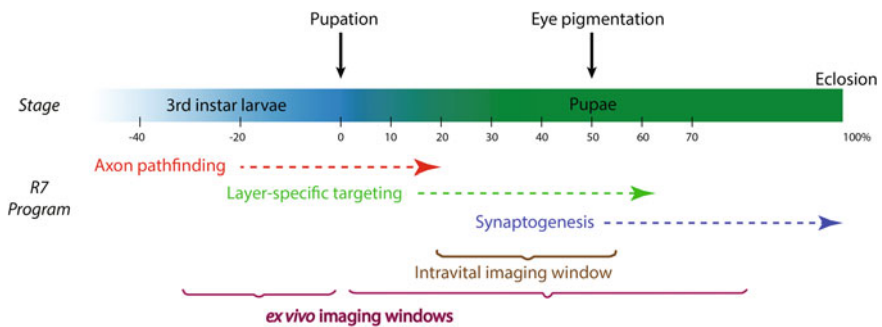 Pupation
Eye pigmentation
Eclosion
Stage
3rd instar larvae
Pupae
-40 -20 0 10 20 30 40 50 60 70 100%
Axon pathfinding
R7
Program
Layer-specific targeting
Synaptogenesis
Intravital imaging window
ex vivo imaging windows